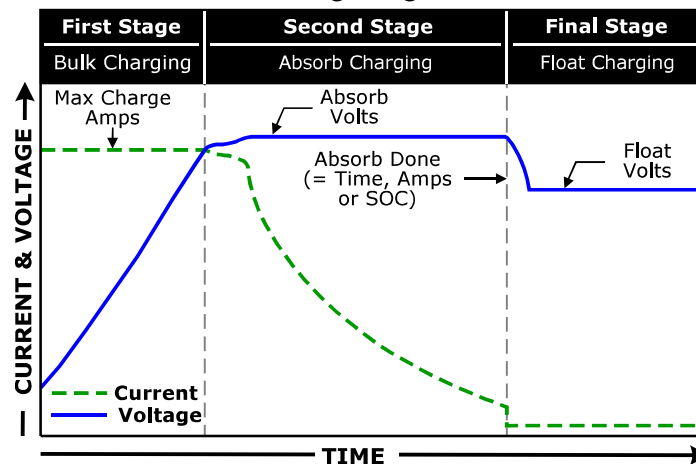 First Stage
Second Stage
Final Stage
Bulk Charging
Absorb Charging
Float Charging
Max Charge
Amps
Absorb
Volts
Absorb Done
(= Time, Amps
or SOC)
Float
Volts
CURRENT & VOLTAGE
Current
Voltage
TIME